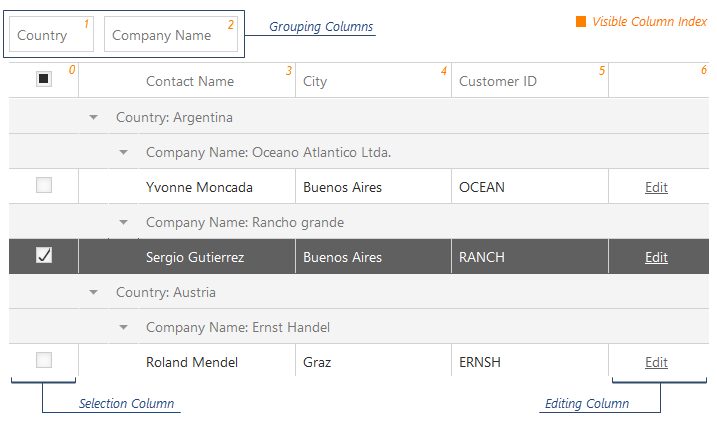 Country 1 Company Name 2 Grouping Columns Visible Column Index
0 Contact Name 3 City 4 Customer ID 5 6
Country: Argentina
Company Name: Oceano Atlantico Ltda.
Yvonne Moncada Buenos Aires OCEAN Edit
Company Name: Rancho grande
Sergio Gutierrez Buenos Aires RANCH Edit
Country: Austria
Company Name: Ernst Handel
Roland Mendel Graz ERNSH Edit
Selection Column Editing Column